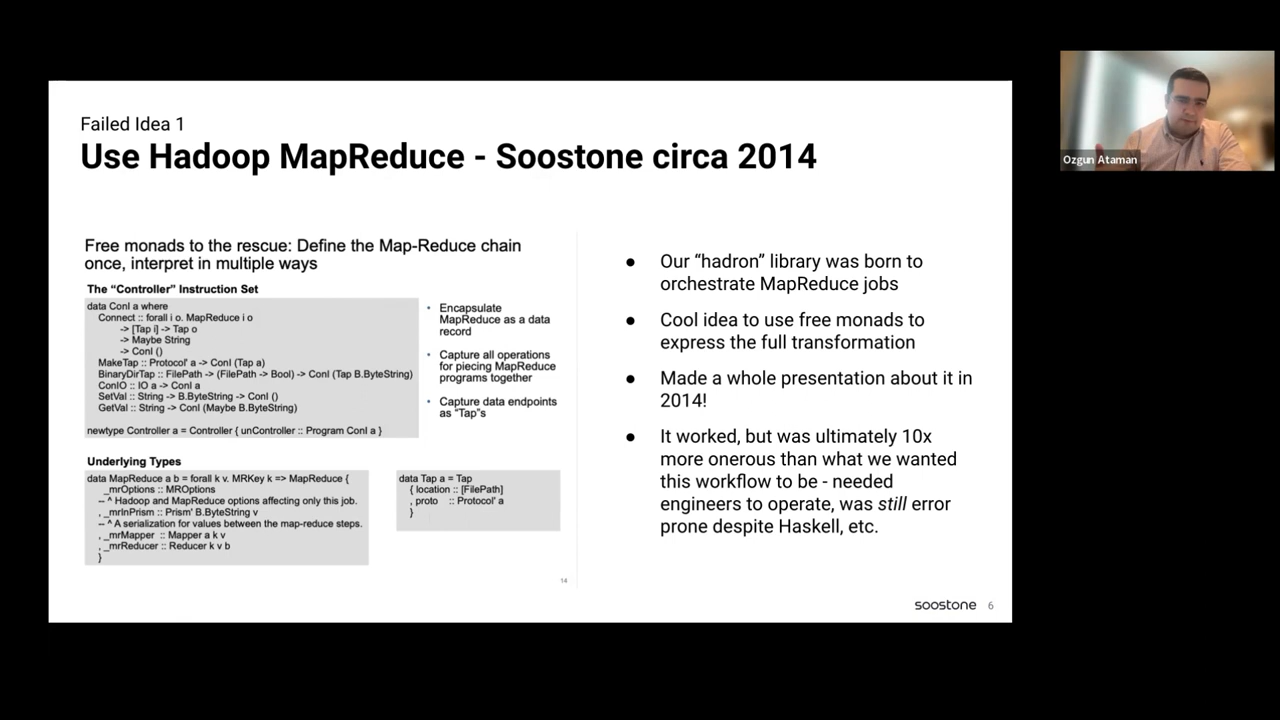 Failed Idea 1
Use Hadoop MapReduce - Soostone circa 2014
Free monads to the rescue: Define the Map-Reduce chain
once, interpret in multiple ways
The “Controller” Instruction Set
data ConI a where
Connect :: forall i o. MapReduce i o
-> [Tap i] -> Tap o
-> Maybe String
-> ConI ()
MakeTap :: Protocol' a -> ConI (Tap a)
BinaryDirTap :: FilePath -> (FilePath -> Bool) -> ConI (Tap B.ByteString)
ConIO :: IO a -> ConI a
SetVal :: String -> B.ByteString -> ConI ()
GetVal :: String -> ConI (Maybe B.ByteString)
newtype Controller a = Controller { unController :: Program ConI a }
• Encapsulate
MapReduce as a data
record
• Capture all operations
for piecing MapReduce
programs together
• Capture data endpoints
as “Tap”s
Underlying Types
data MapReduce a b = forall k v. MRKey k => MapReduce {
_mrOptions :: MROptions
-- ^ Hadoop and MapReduce options affecting only this job.
, _mrInPrism :: Prism' B.ByteString v
-- ^ A serialization for values between the map-reduce steps.
, _mrMapper :: Mapper a k v
, _mrReducer :: Reducer k v b
}
data Tap a = Tap
{ location :: [FilePath]
, proto :: Protocol' a
}
14
● Our “hadron” library was born to
orchestrate MapReduce jobs
● Cool idea to use free monads to
express the full transformation
● Made a whole presentation about it in
2014!
● It worked, but was ultimately 10x
more onerous than what we wanted
this workflow to be - needed
engineers to operate, was still error
prone despite Haskell, etc.
soostone 6
Ozgun Ataman